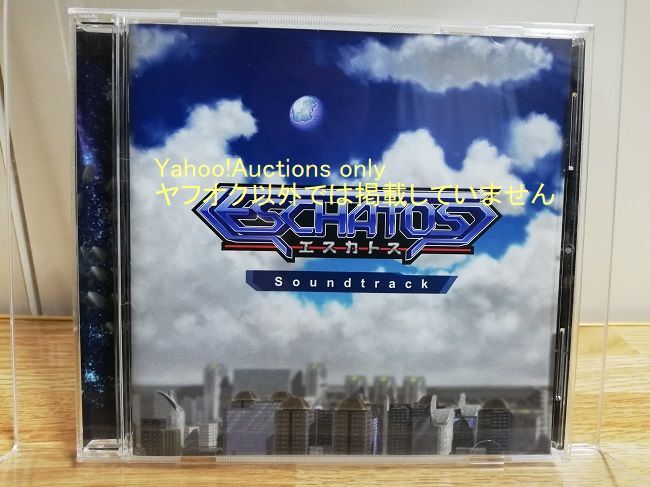 Yahoo!Auctions only
ヤフオク以外では掲載していません
ESCHATOS
エスカトス
Soundtrack